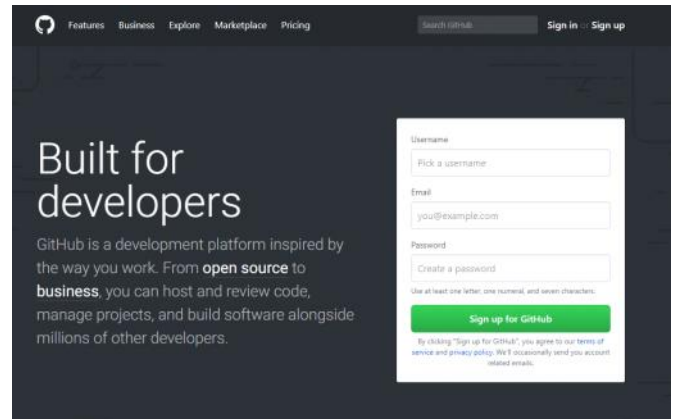 Features Business Explore Marketplace Pricing
Search GitHub
Sign in or Sign up
Built for
developers
GitHub is a development platform inspired by
the way you work. From open source to
business, you can host and review code,
manage projects, and build software alongside
millions of other developers.
Username
Pick a username
Email
you@example.com
Password
Create a password
Use at least one letter, one numeral, and seven characters.
Sign up for GitHub
By clicking "Sign up for GitHub", you agree to our terms of
service and privacy policy. We'll occasionally send you account
related emails.